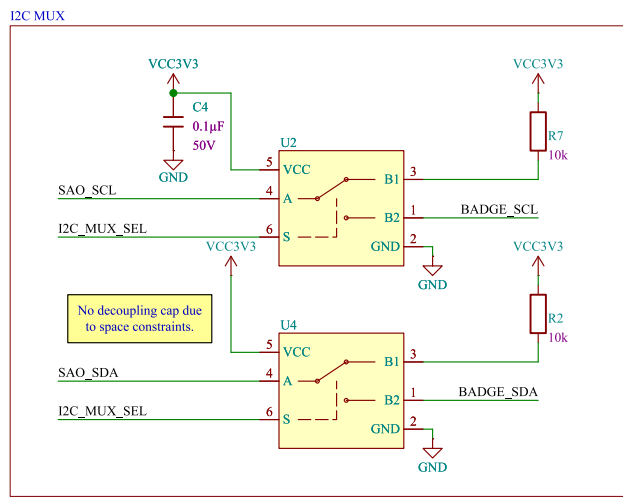 I2C MUX
VCC3V3
VCC3V3
C4
0.1µF
50V
GND
R7
10k
U2
5
VCC
SAO_SCL
4
A
B1
3
I2C_MUX_SEL
6
S
B2
1
BADGE_SCL
GND
2
GND
VCC3V3
VCC3V3
No decoupling cap due
to space constraints.
R2
10k
U4
5
VCC
SAO_SDA
4
A
B1
3
I2C_MUX_SEL
6
S
B2
1
BADGE_SDA
GND
2
GND